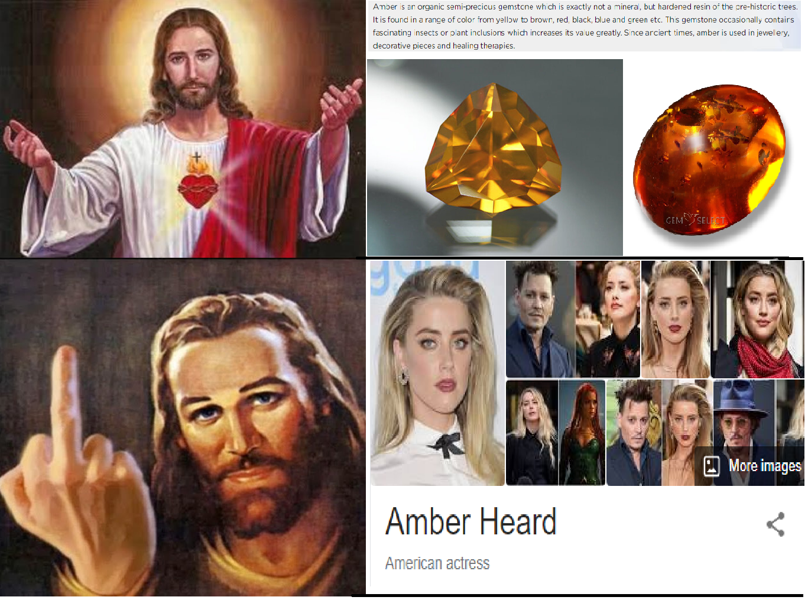 Amber is an organic semi-precious gemstone which is exactly not a mineral, but hardened resin of the pre-historic trees.
It is found in a range of color from yellow to brown, red, black, blue and green etc. This gemstone occasionally contains
fascinating insects or plant inclusions which increases its value greatly. Since ancient times, amber is used in jewellery,
decorative pieces and healing therapies.
GEM SELECT
More images
Amber Heard
American actress